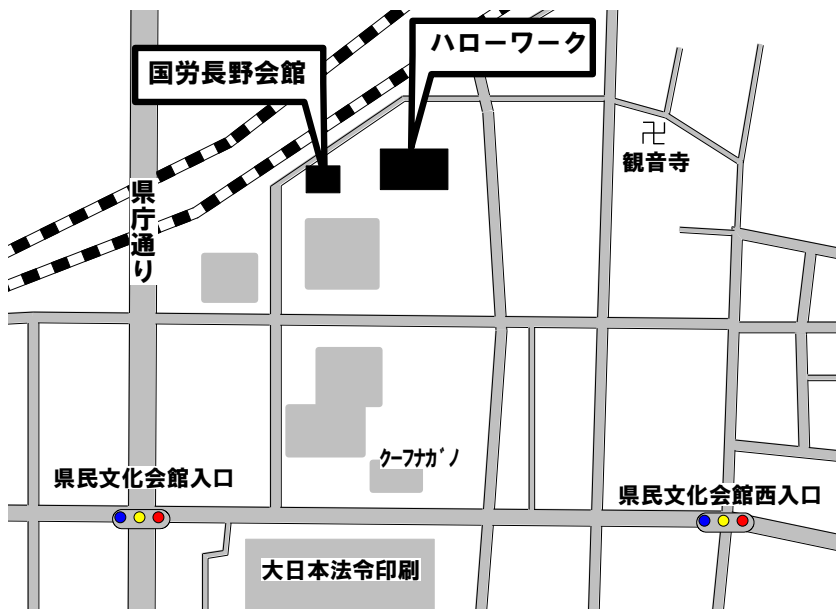 ハローワーク
国労長野会館
観音寺
県庁通り
クーフナガノ
県民文化会館入口
県民文化会館西入口
大日本法令印刷